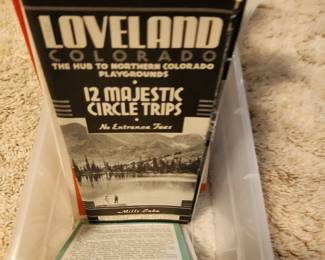 LOVELAND
COLORADO
THE HUB TO NORTHERN COLORADO
PLAYGROUNDS
12 MAJESTIC
CIRCLE TRIPS
No Entrance Fees
Mills Lake